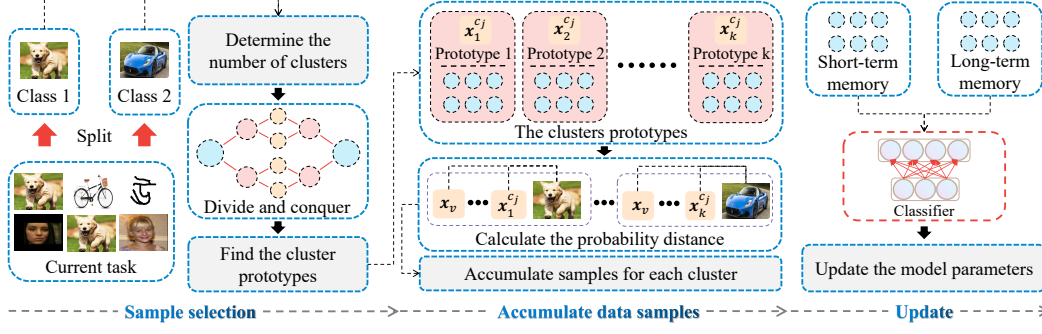 Class 1
Class 2
Split
Current task
Determine the
number of clusters
Divide and conquer
Find the cluster
prototypes
x_1^{c_j}
x_2^{c_j}
x_k^{c_j}
Prototype 1
Prototype 2
Prototype k
The clusters prototypes
x_v ••• x_1^{c_j} ••• x_v ••• x_k^{c_j}
Calculate the probability distance
Accumulate samples for each cluster
Short-term
memory
Long-term
memory
Classifier
Update the model parameters
Sample selection
Accumulate data samples
Update